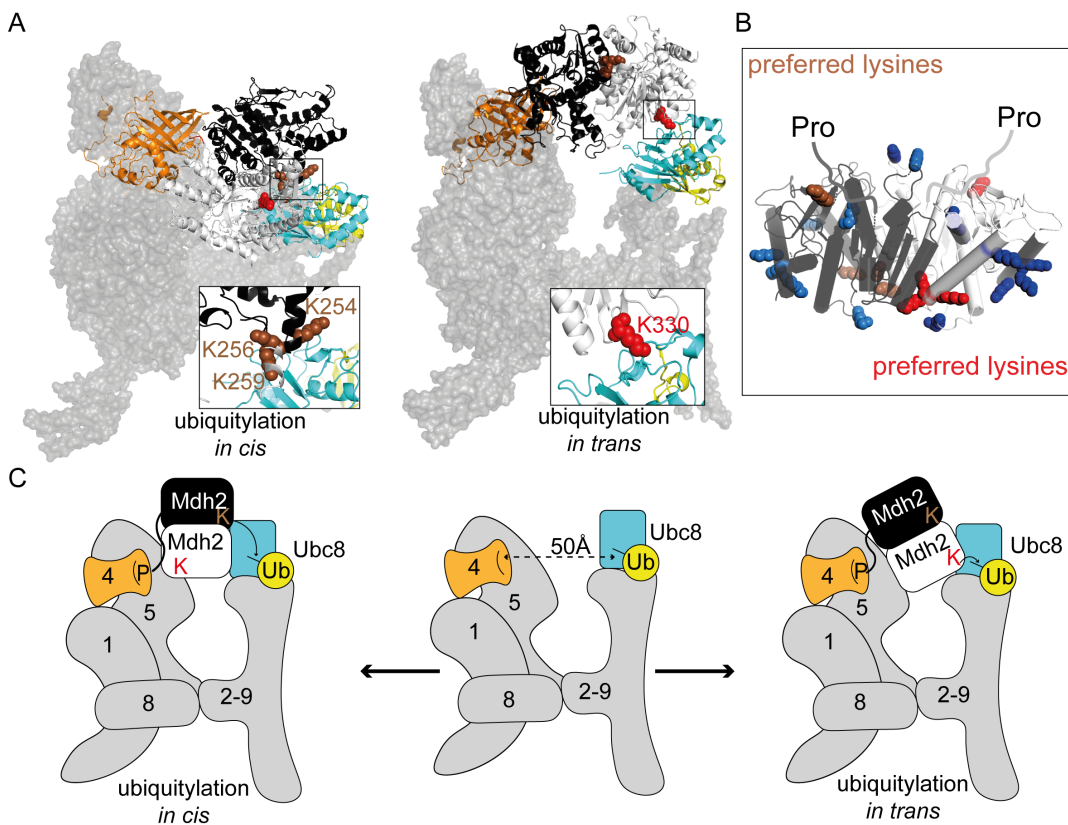 A
K254
K256
K259
ubiquitylation
in cis
K330
ubiquitylation
in trans
B
preferred lysines
Pro
Pro
preferred lysines
C
Mdh2
K
Mdh2
K
Ubc8
Ub
4
P
5
1
8
2-9
ubiquitylation
in cis
50Å
Ubc8
Ub
4
5
1
8
2-9
Mdh2
K
Mdh2
K
Ubc8
Ub
4
P
5
1
8
2-9
ubiquitylation
in trans